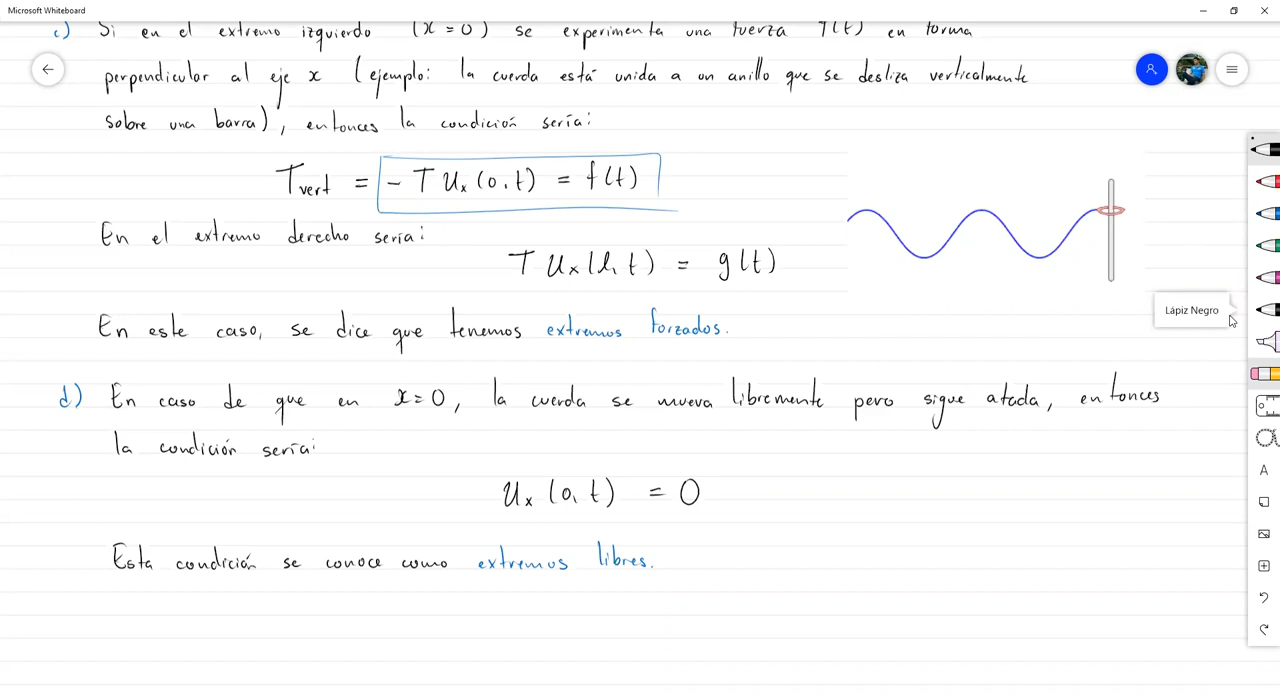 Microsoft Whiteboard
c) Si en el extremo izquierdo (x = 0) se experimenta una fuerza f(t) en forma
perpendicular al eje x (ejemplo: la cuerda está unida a un anillo que se desliza verticalmente
sobre una barra), entonces la condición sería:
T_vert = - T u_x (0, t) = f(t)
En el extremo derecho sería:
T u_x (l, t) = g(t)
Lápiz Negro
En este caso, se dice que tenemos extremos forzados.
d) En caso de que en x = 0, la cuerda se mueva libremente pero sigue atada, entonces
la condición sería:
A
u_x (0, t) = 0
Esta condición se conoce como extremos libres.